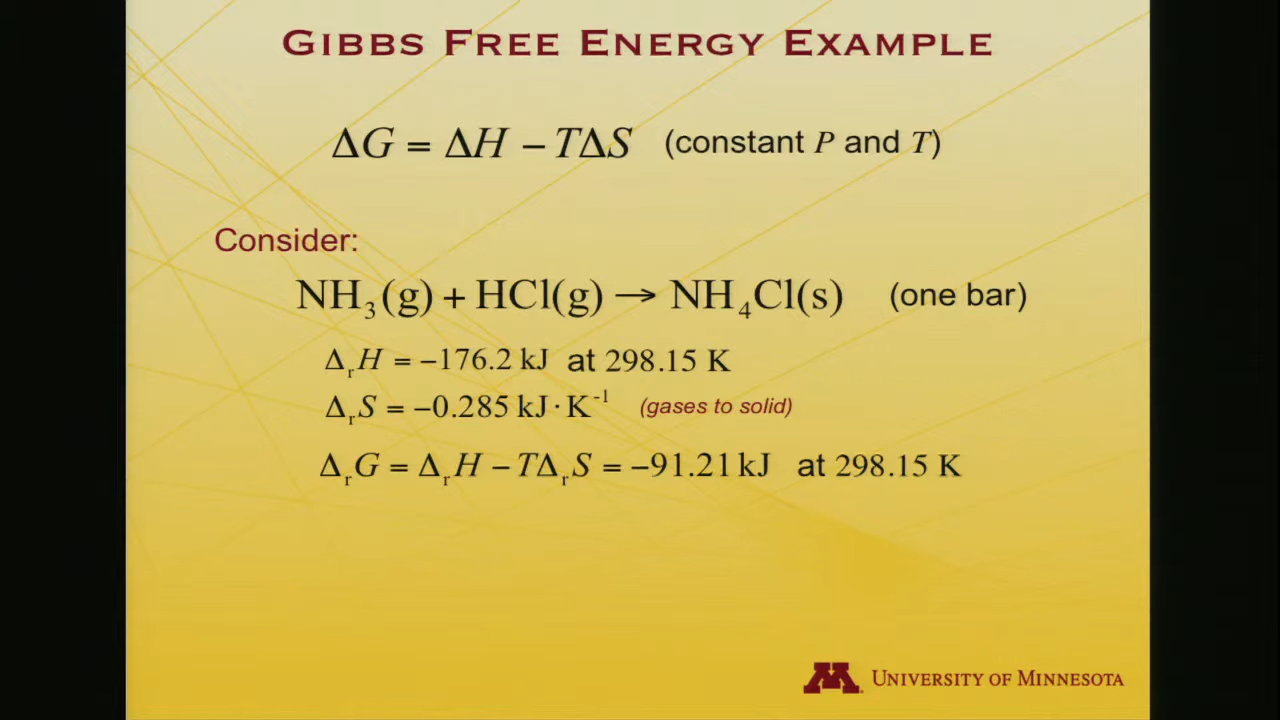 GIBBS FREE ENERGY EXAMPLE
ΔG = ΔH − TΔS (constant P and T)
Consider:
NH₃(g) + HCl(g) → NH₄Cl(s) (one bar)
ΔᵣH = −176.2 kJ at 298.15 K
ΔᵣS = −0.285 kJ · K⁻¹ (gases to solid)
ΔᵣG = ΔᵣH − TΔᵣS = −91.21 kJ at 298.15 K
M UNIVERSITY OF MINNESOTA